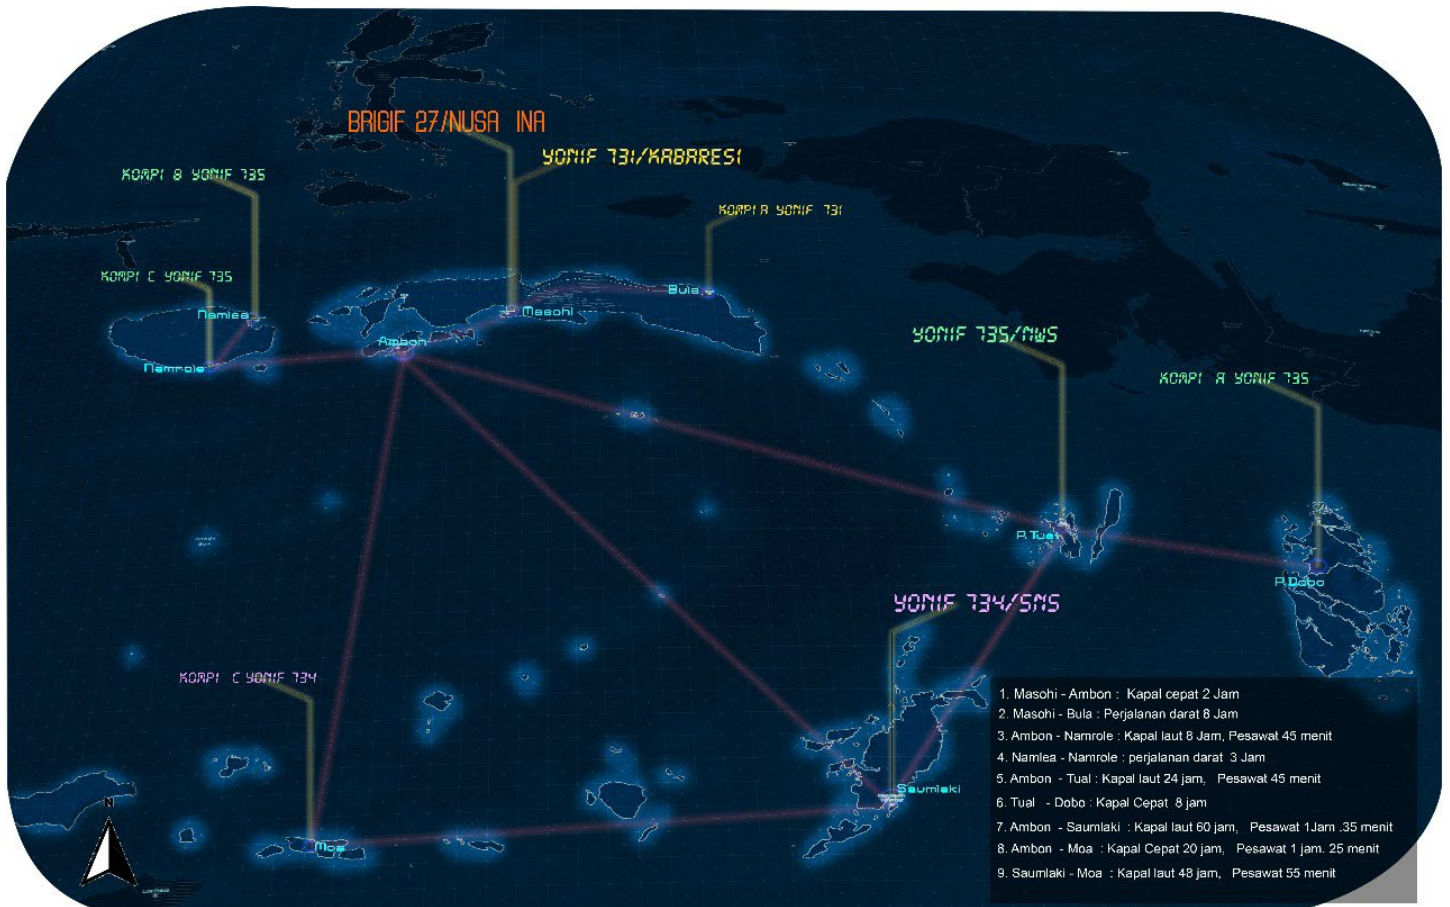 BRIGIF 27/NUSA INA
YONIF 731/KABARESI
KOMPI B YONIF 735
KOMPI A YONIF 731
KOMPI C YONIF 735
Bula
Namlea
Masohi
Ambon
YONIF 735/NWS
Namrole
KOMPI A YONIF 735
P.Tual
P.Dobo
YONIF 734/SNS
KOMPI C YONIF 734
Saumlaki
Moa
N
1. Masohi - Ambon : Kapal cepat 2 Jam
2. Masohi - Bula : Perjalanan darat 8 Jam
3. Ambon - Namrole : Kapal laut 8 Jam, Pesawat 45 menit
4. Namlea - Namrole : perjalanan darat 3 Jam
5. Ambon - Tual : Kapal laut 24 jam, Pesawat 45 menit
6. Tual - Dobo : Kapal Cepat 8 jam
7. Ambon - Saumlaki : Kapal laut 60 jam, Pesawat 1Jam .35 menit
8. Ambon - Moa : Kapal Cepat 20 jam, Pesawat 1 jam. 25 menit
9. Saumlaki - Moa : Kapal laut 48 jam, Pesawat 55 menit